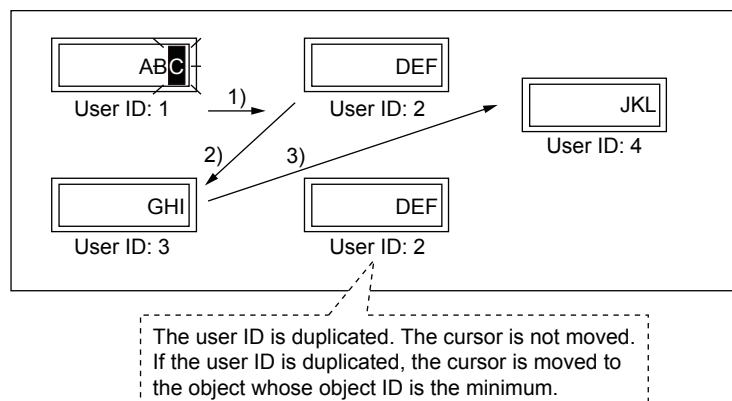 ABC
DEF
JKL
User ID: 1
1)
User ID: 2
User ID: 4
2)
3)
GHI
DEF
User ID: 3
User ID: 2
The user ID is duplicated. The cursor is not moved.
If the user ID is duplicated, the cursor is moved to
the object whose object ID is the minimum.